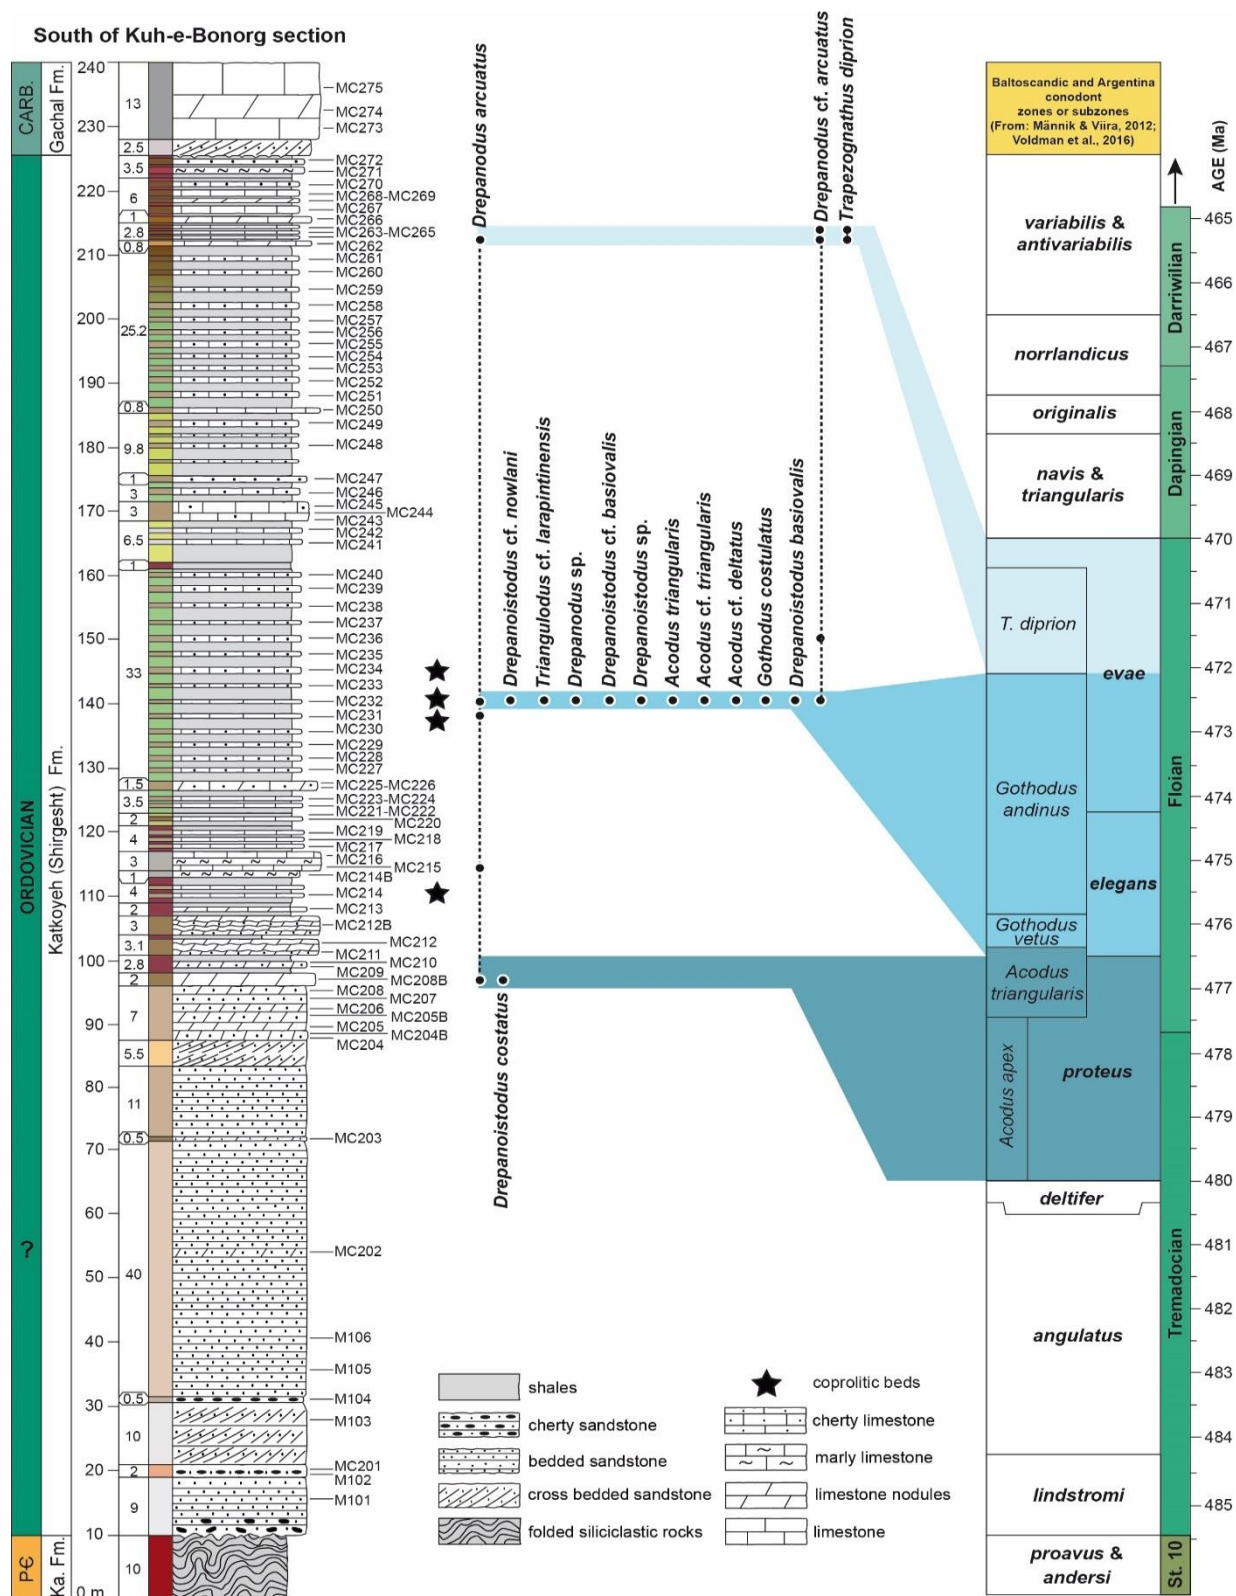 South of Kuh-e-Bonorg section
CARB.
ORDOVICIAN
?
PЄ
Gachal Fm.
Katkoyeh (Shirgesht) Fm.
Ka. Fm.
240
230
220
210
200
190
180
170
160
150
140
130
120
110
100
90
80
70
60
50
40
30
20
10
0 m
13
2.5
3.5
6
1
2.8
0.8
25.2
0.8
9.8
1
3
3
6.5
1
33
1.5
3.5
2
4
3
1
4
2
3
3.1
2.8
2
7
5.5
11
0.5
40
0.5
10
2
9
10
MC275
MC274
MC273
MC272
MC271
MC270
MC268-MC269
MC267
MC266
MC263-MC265
MC262
MC261
MC260
MC259
MC258
MC257
MC256
MC255
MC254
MC253
MC252
MC251
MC250
MC249
MC248
MC247
MC246
MC245
MC244
MC243
MC242
MC241
MC240
MC239
MC238
MC237
MC236
MC235
MC234
MC233
MC232
MC231
MC230
MC229
MC228
MC227
MC225-MC226
MC223-MC224
MC221-MC222
MC220
MC219
MC218
MC217
MC216
MC215
MC214B
MC214
MC213
MC212B
MC212
MC211
MC210
MC209
MC208B
MC208
MC207
MC206
MC205B
MC205
MC204B
MC204
MC203
MC202
M106
M105
M104
M103
MC201
M102
M101
Drepanodus arcuatus
Drepanoistodus costatus
Drepanoistodus cf. nowlani
Triangulodus cf. larapintinensis
Drepanodus sp.
Drepanoistodus cf. basiovalis
Drepanoistodus sp.
Acodus triangularis
Acodus cf. triangularis
Acodus cf. deltatus
Gothodus costulatus
Drepanoistodus basiovalis
Drepanodus cf. arcuatus
Trapezognathus diprion
Baltoscandic and Argentina
conodont
zones or subzones
(From: Männik & Viira, 2012;
Voldman et al., 2016)
variabilis &
antivariabilis
norrlandicus
originalis
navis &
triangularis
T. diprion
evae
Gothodus
andinus
elegans
Gothodus
vetus
Acodus
triangularis
Acodus apex
proteus
deltifer
angulatus
lindstromi
proavus &
andersi
Darriwilian
Dapingian
Floian
Tremadocian
St. 10
AGE (Ma)
465
466
467
468
469
470
471
472
473
474
475
476
477
478
479
480
481
482
483
484
485
shales
cherty sandstone
bedded sandstone
cross bedded sandstone
folded siliciclastic rocks
coprolitic beds
cherty limestone
marly limestone
limestone nodules
limestone